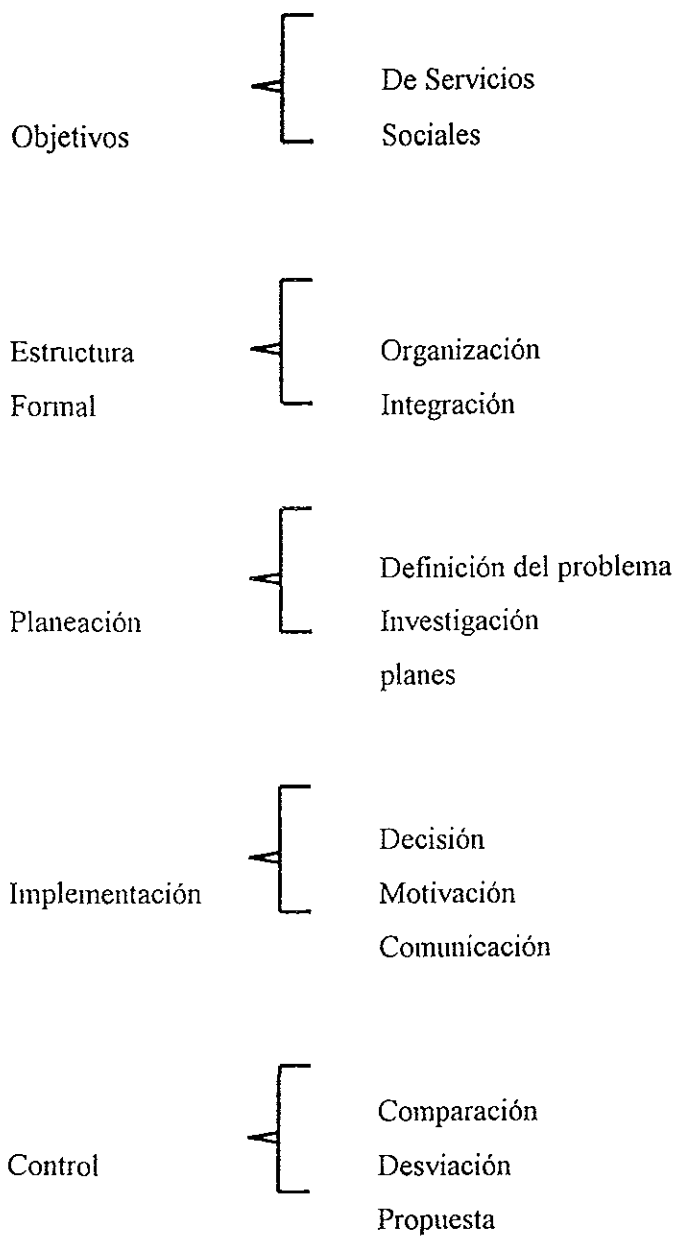 De Servicios
Objetivos Sociales
Estructura Organización
Formal Integración
Definición del problema
Planeación Investigación
planes
Decisión
Implementación Motivación
Comunicación
Comparación
Control Desviación
Propuesta